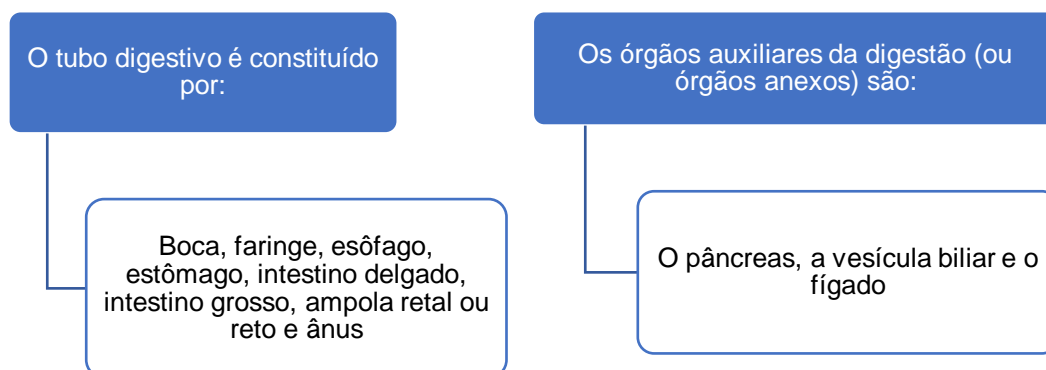 O tubo digestivo é constituído
por:
Boca, faringe, esôfago,
estômago, intestino delgado,
intestino grosso, ampola retal ou
reto e ânus
Os órgãos auxiliares da digestão (ou
órgãos anexos) são:
O pâncreas, a vesícula biliar e o
fígado